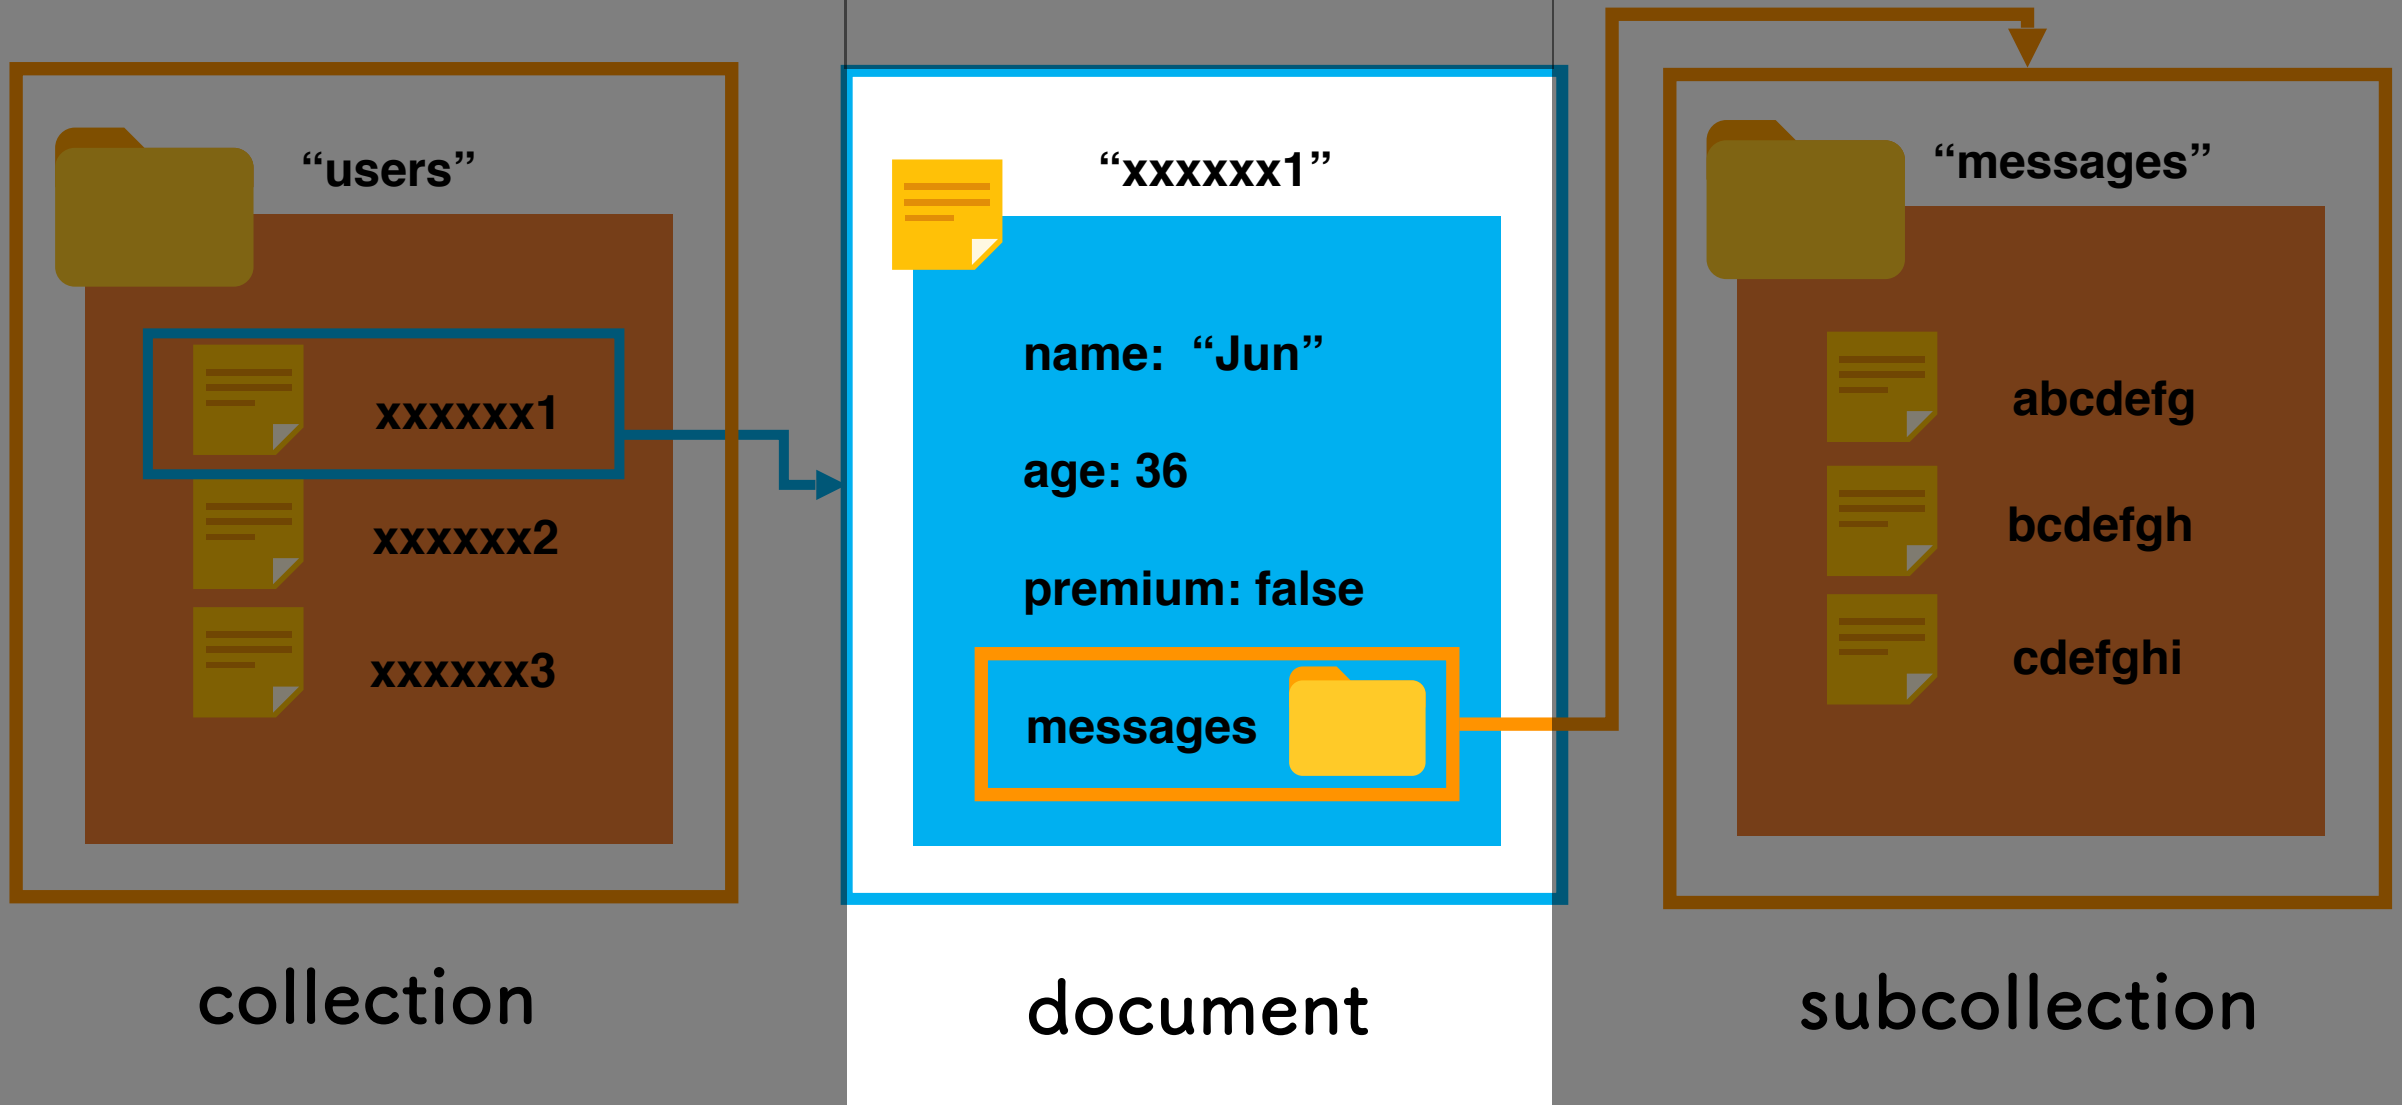 “users”
xxxxxx1
xxxxxx2
xxxxxx3
collection
“xxxxxx1”
name: “Jun”
age: 36
premium: false
messages
document
“messages”
abcdefg
bcdefgh
cdefghi
subcollection